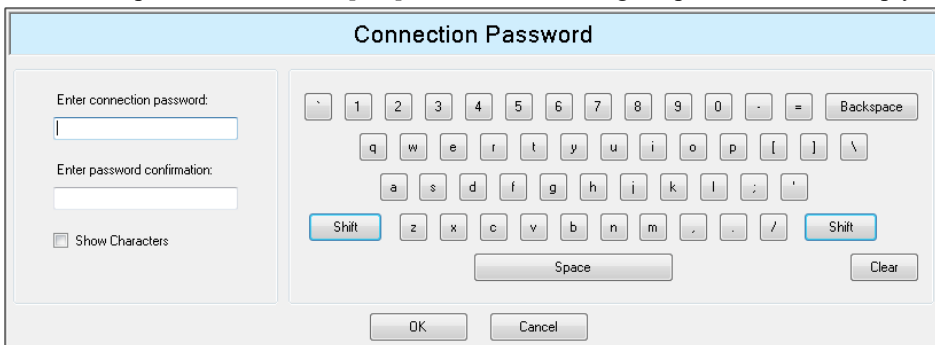 Connection Password
Enter connection password:
Enter password confirmation:
Show Characters
` 1 2 3 4 5 6 7 8 9 0 - = Backspace
q w e r t y u i o p [ ] \
a s d f g h j k l ; '
Shift z x c v b n m , . / Shift
Space Clear
OK Cancel